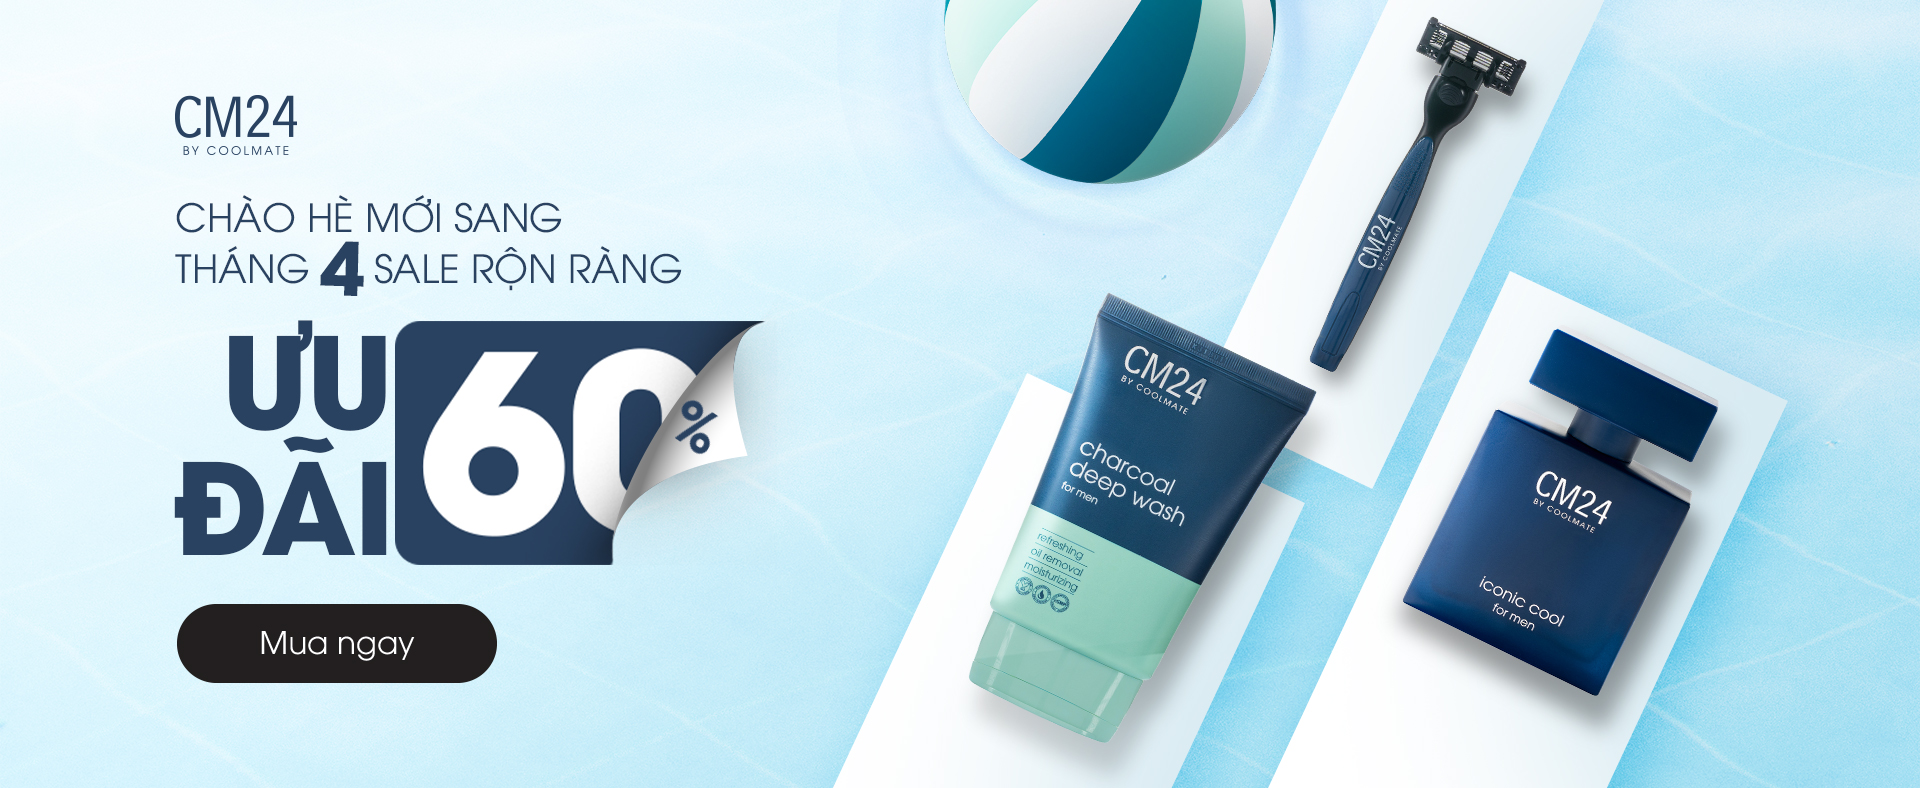 CM24
BY COOLMATE
CHÀO HÈ MỚI SANG
THÁNG 4 SALE RỘN RÀNG
ƯU
ĐÃI
60%
Mua ngay
CM24
BY COOLMATE
CM24
BY COOLMATE
charcoal
deep wash
for men
refreshing
oil removal
moisturizing
CM24
BY COOLMATE
iconic cool
for men